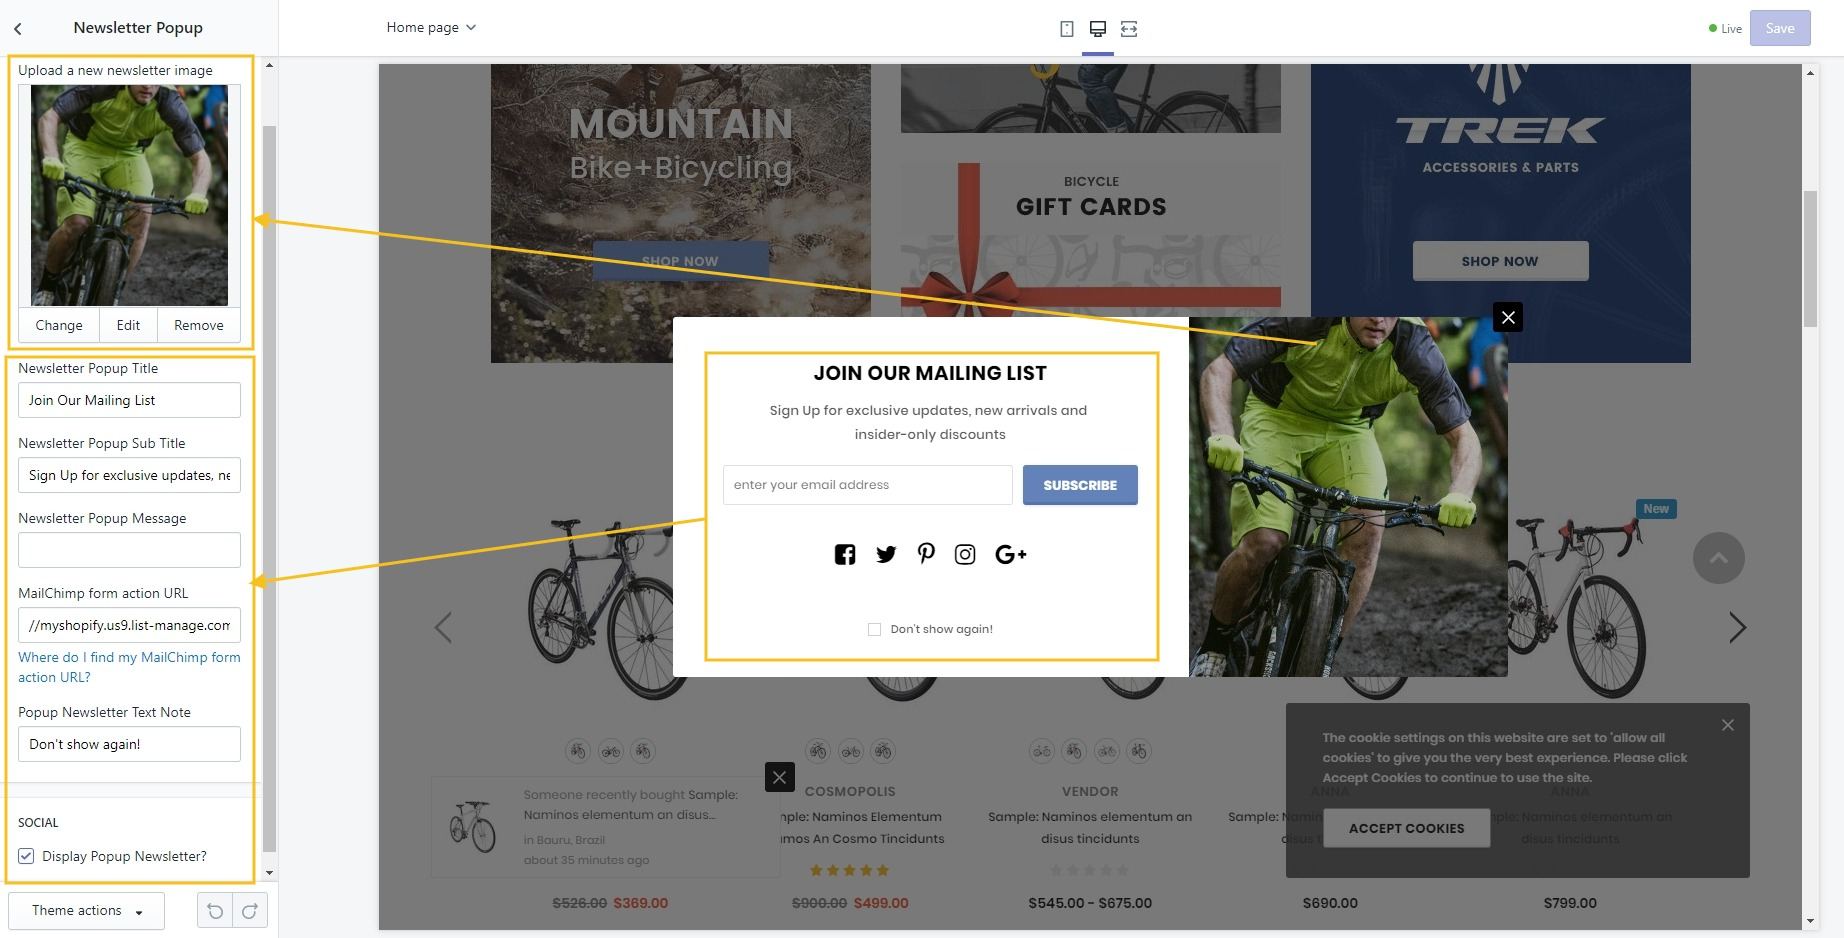 Newsletter Popup
Home page
Live
Save
Upload a new newsletter image
Change
Edit
Remove
Newsletter Popup Title
Join Our Mailing List
Newsletter Popup Sub Title
Sign Up for exclusive updates, ne
Newsletter Popup Message
MailChimp form action URL
//myshopify.us9.list-manage.com
Where do I find my MailChimp form
action URL?
Popup Newsletter Text Note
Don't show again!
SOCIAL
Display Popup Newsletter?
Theme actions
MOUNTAIN
Bike+Bicycling
SHOP NOW
BICYCLE
GIFT CARDS
TREK
ACCESSORIES & PARTS
SHOP NOW
JOIN OUR MAILING LIST
Sign Up for exclusive updates, new arrivals and
insider-only discounts
enter your email address
SUBSCRIBE
G+
Don't show again!
New
Someone recently bought Sample:
Naminos elementum an disus...
in Bauru, Brazil
about 35 minutes ago
$526.00 $369.00
COSMOPOLIS
mple: Naminos Elementum
amos An Cosmo Tincidunts
$900.00 $499.00
VENDOR
Sample: Naminos elementum an
disus tincidunts
$545.00 - $675.00
ANNA
Sample: Nam
disus
$690.00
ANNA
ple: Naminos elementum an
disus tincidunts
$799.00
The cookie settings on this website are set to 'allow all
cookies' to give you the very best experience. Please click
Accept Cookies to continue to use the site.
ACCEPT COOKIES